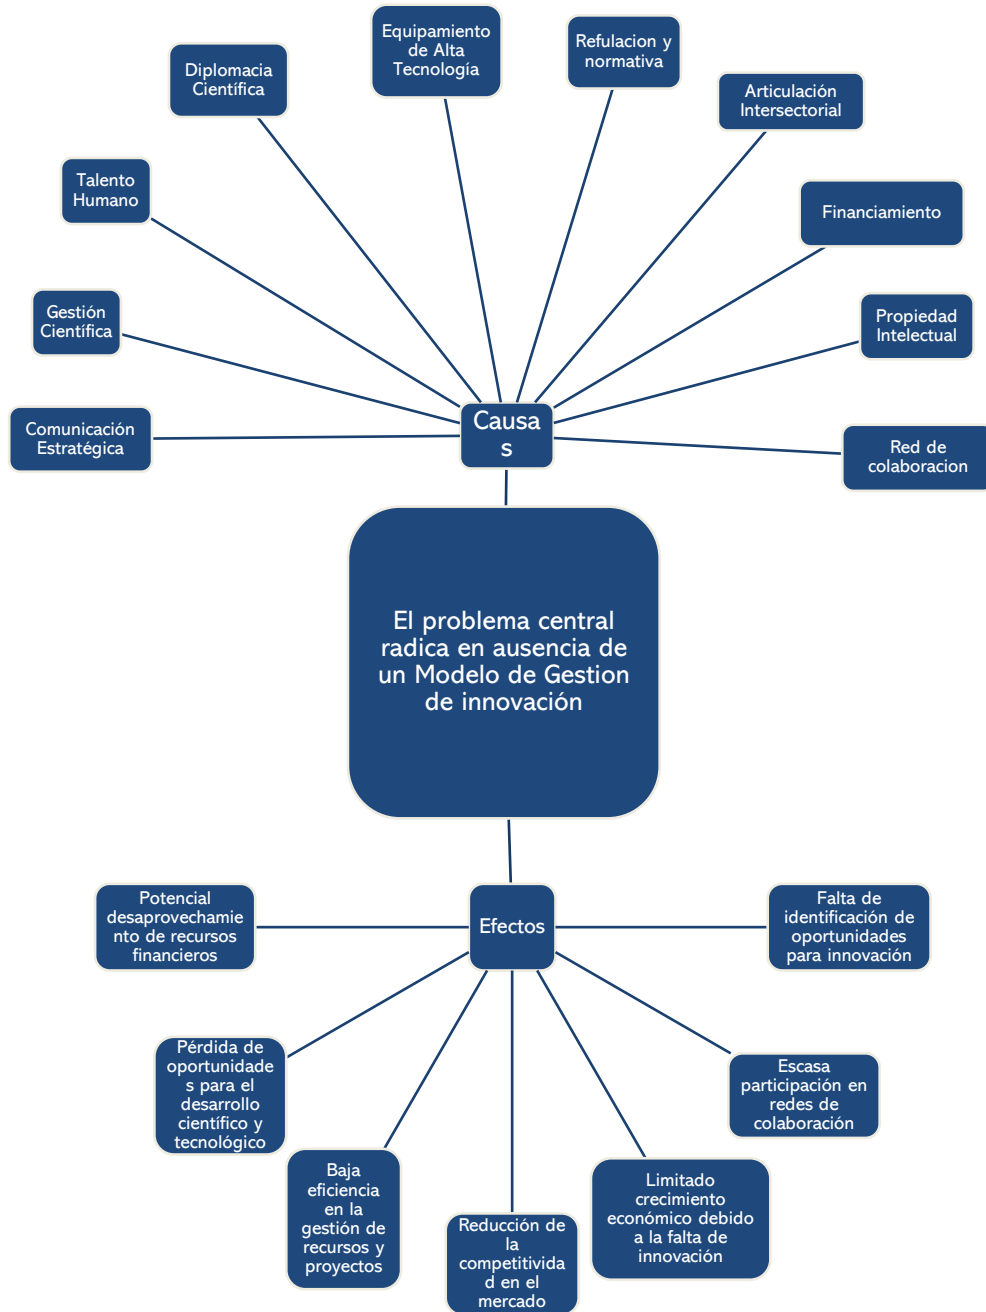 Equipamiento
de Alta
Tecnología
Refulacion y
normativa
Diplomacia
Científica
Articulación
Intersectorial
Talento
Humano
Financiamiento
Gestión
Científica
Propiedad
Intelectual
Comunicación
Estratégica
Causa
s
Red de
colaboracion
El problema central
radica en ausencia de
un Modelo de Gestion
de innovación
Potencial
desaprovechamie
nto de recursos
financieros
Efectos
Falta de
identificación de
oportunidades
para innovación
Pérdida de
oportunidade
s para el
desarrollo
científico y
tecnológico
Escasa
participación en
redes de
colaboración
Baja
eficiencia
en la
gestión de
recursos y
proyectos
Reducción de
la
competitivida
d en el
mercado
Limitado
crecimiento
económico debido
a la falta de
innovación